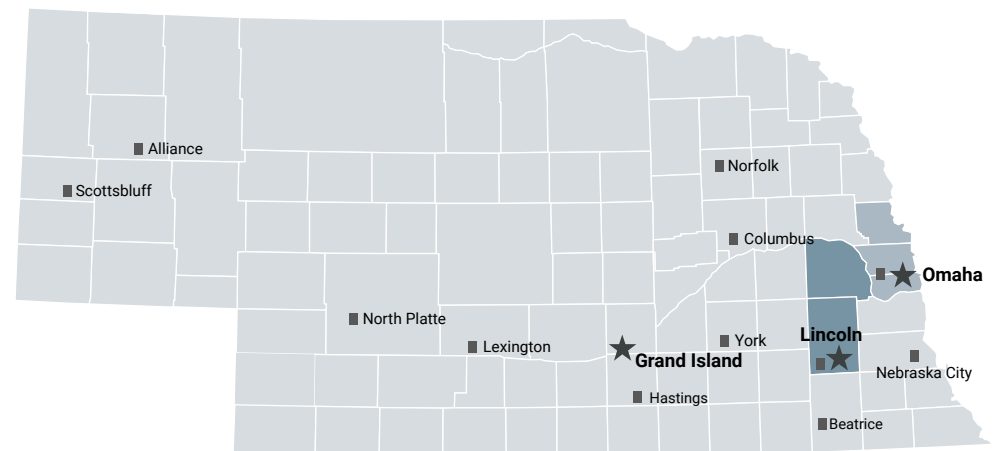 Alliance
Scottsbluff
Norfolk
Columbus
Omaha
North Platte
Lincoln
York
Lexington
Grand Island
Nebraska City
Hastings
Beatrice